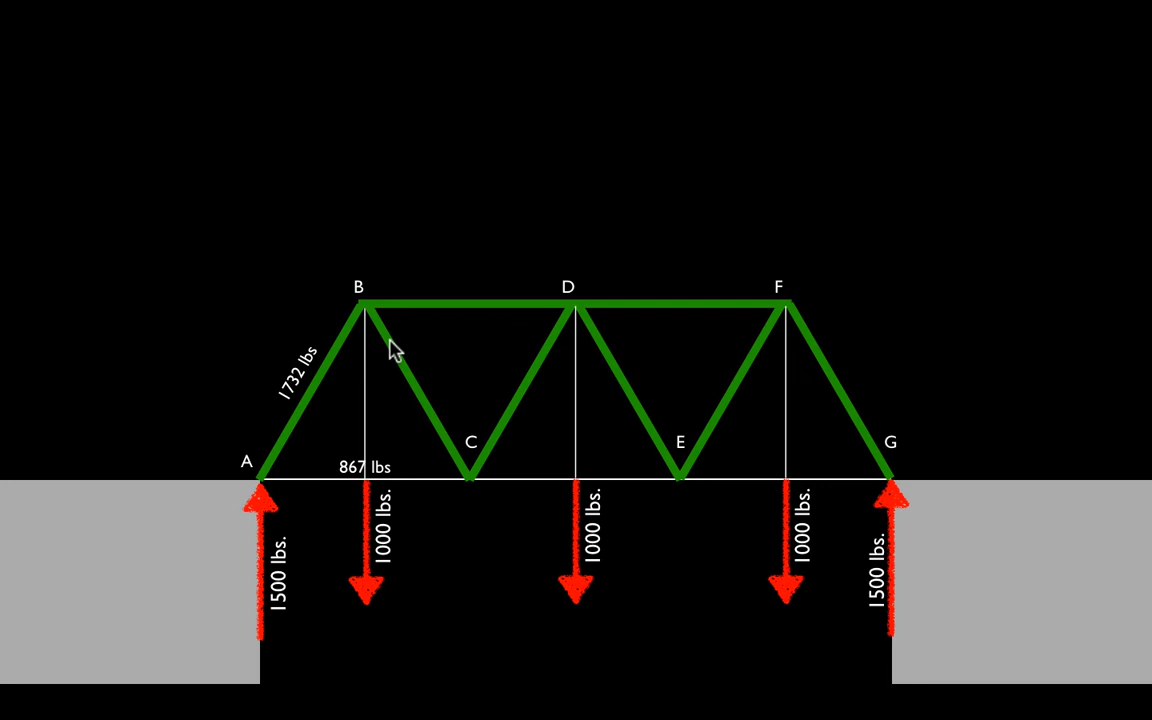 B
D
F
1732 lbs
C
E
G
A
867 lbs
1000 lbs.
1000 lbs.
1000 lbs.
1500 lbs.
1500 lbs.